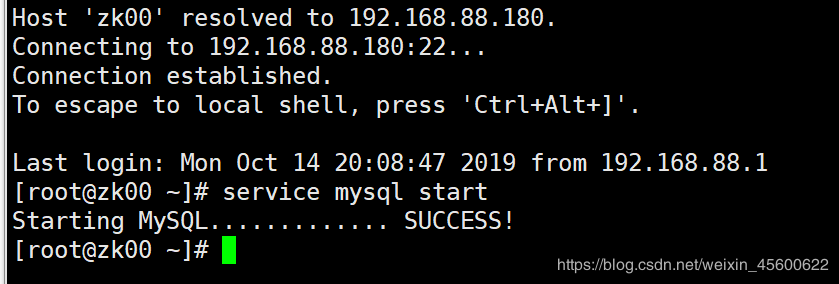 Host 'zk00' resolved to 192.168.88.180.
Connecting to 192.168.88.180:22...
Connection established.
To escape to local shell, press 'Ctrl+Alt+]'.
Last login: Mon Oct 14 20:08:47 2019 from 192.168.88.1
[root@zk00 ~]# service mysql start
Starting MySQL............. SUCCESS!
[root@zk00 ~]#
https://blog.csdn.net/weixin_45600622